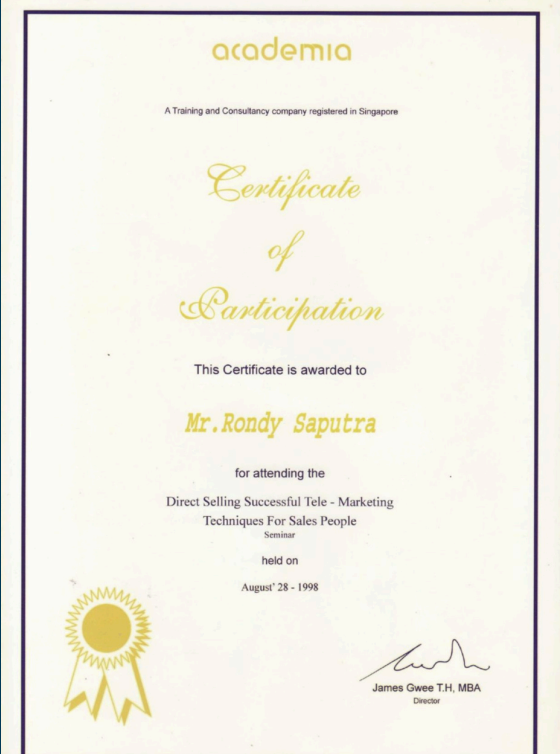 academia
A Training and Consultancy company registered in Singapore
Certificate
of
Participation
This Certificate is awarded to
Mr.Rondy Saputra
for attending the
Direct Selling Successful Tele - Marketing
Techniques For Sales People
Seminar
held on
August' 28 - 1998
James Gwee T.H, MBA
Director